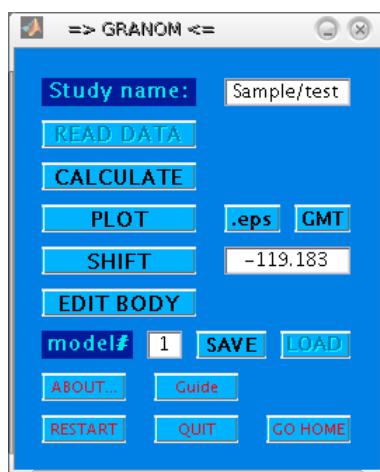 => GRANOM <=
Study name: Sample/test
READ DATA
CALCULATE
PLOT .eps GMT
SHIFT -119.183
EDIT BODY
model# 1 SAVE LOAD
ABOUT... Guide
RESTART QUIT GO HOME